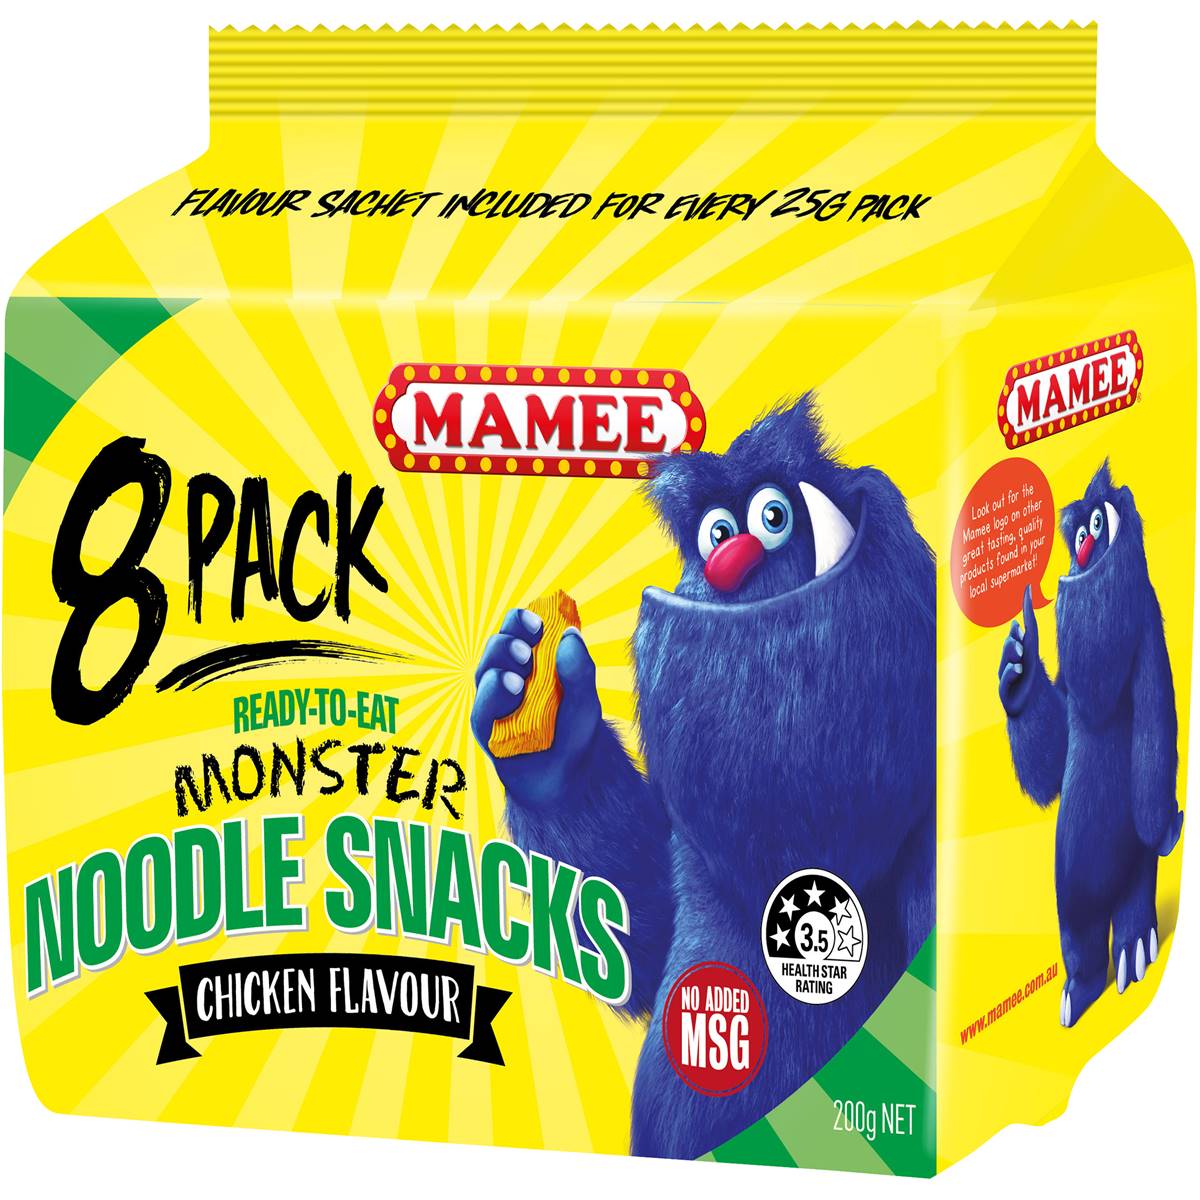 FLAVOUR SACHET INCLUDED FOR EVERY 25G PACK
MAMEE
8 PACK
READY-TO-EAT
MONSTER
NOODLE SNACKS
CHICKEN FLAVOUR
3.5
HEALTH STAR
RATING
NO ADDED
MSG
200g NET
MAMEE
Look out for the
Mamee logo on other
great tasting, quality
products found in your
local supermarket!
www.mamee.com.au